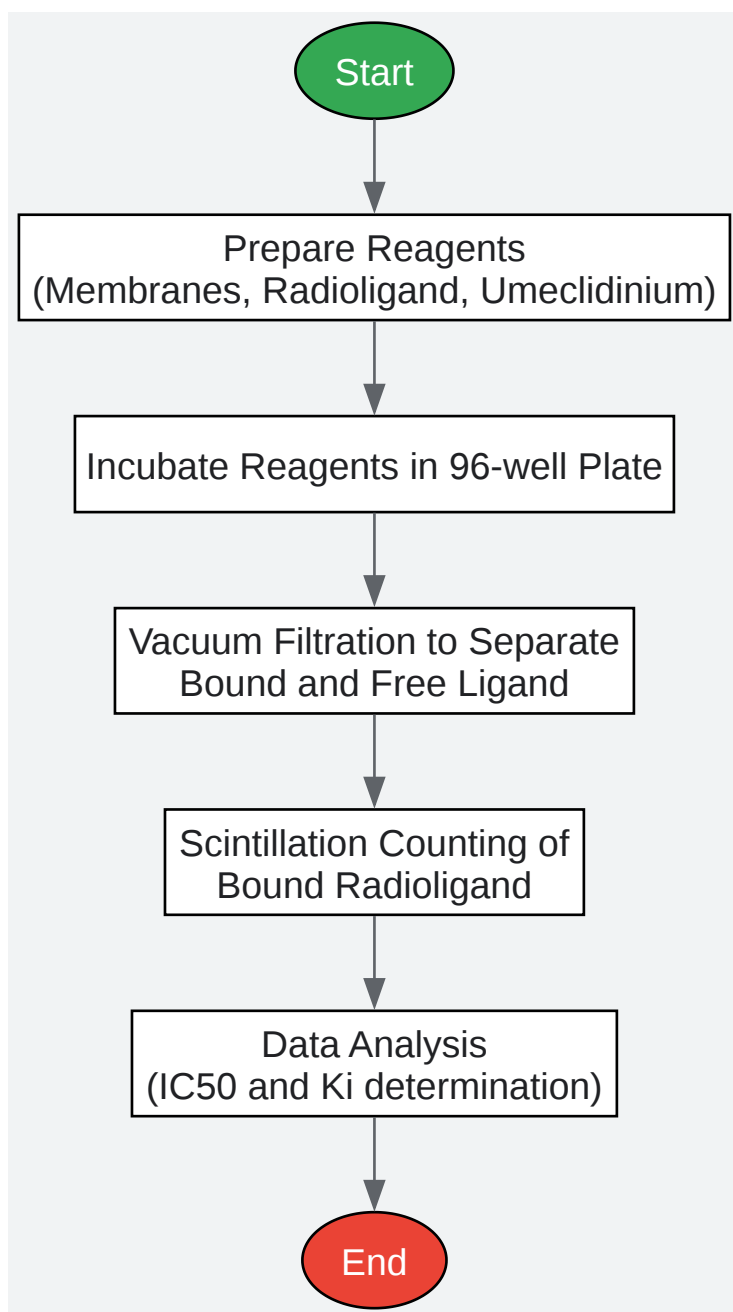 Start
Prepare Reagents
(Membranes, Radioligand, Umeclidinium)
Incubate Reagents in 96-well Plate
Vacuum Filtration to Separate
Bound and Free Ligand
Scintillation Counting of
Bound Radioligand
Data Analysis
(IC50 and Ki determination)
End